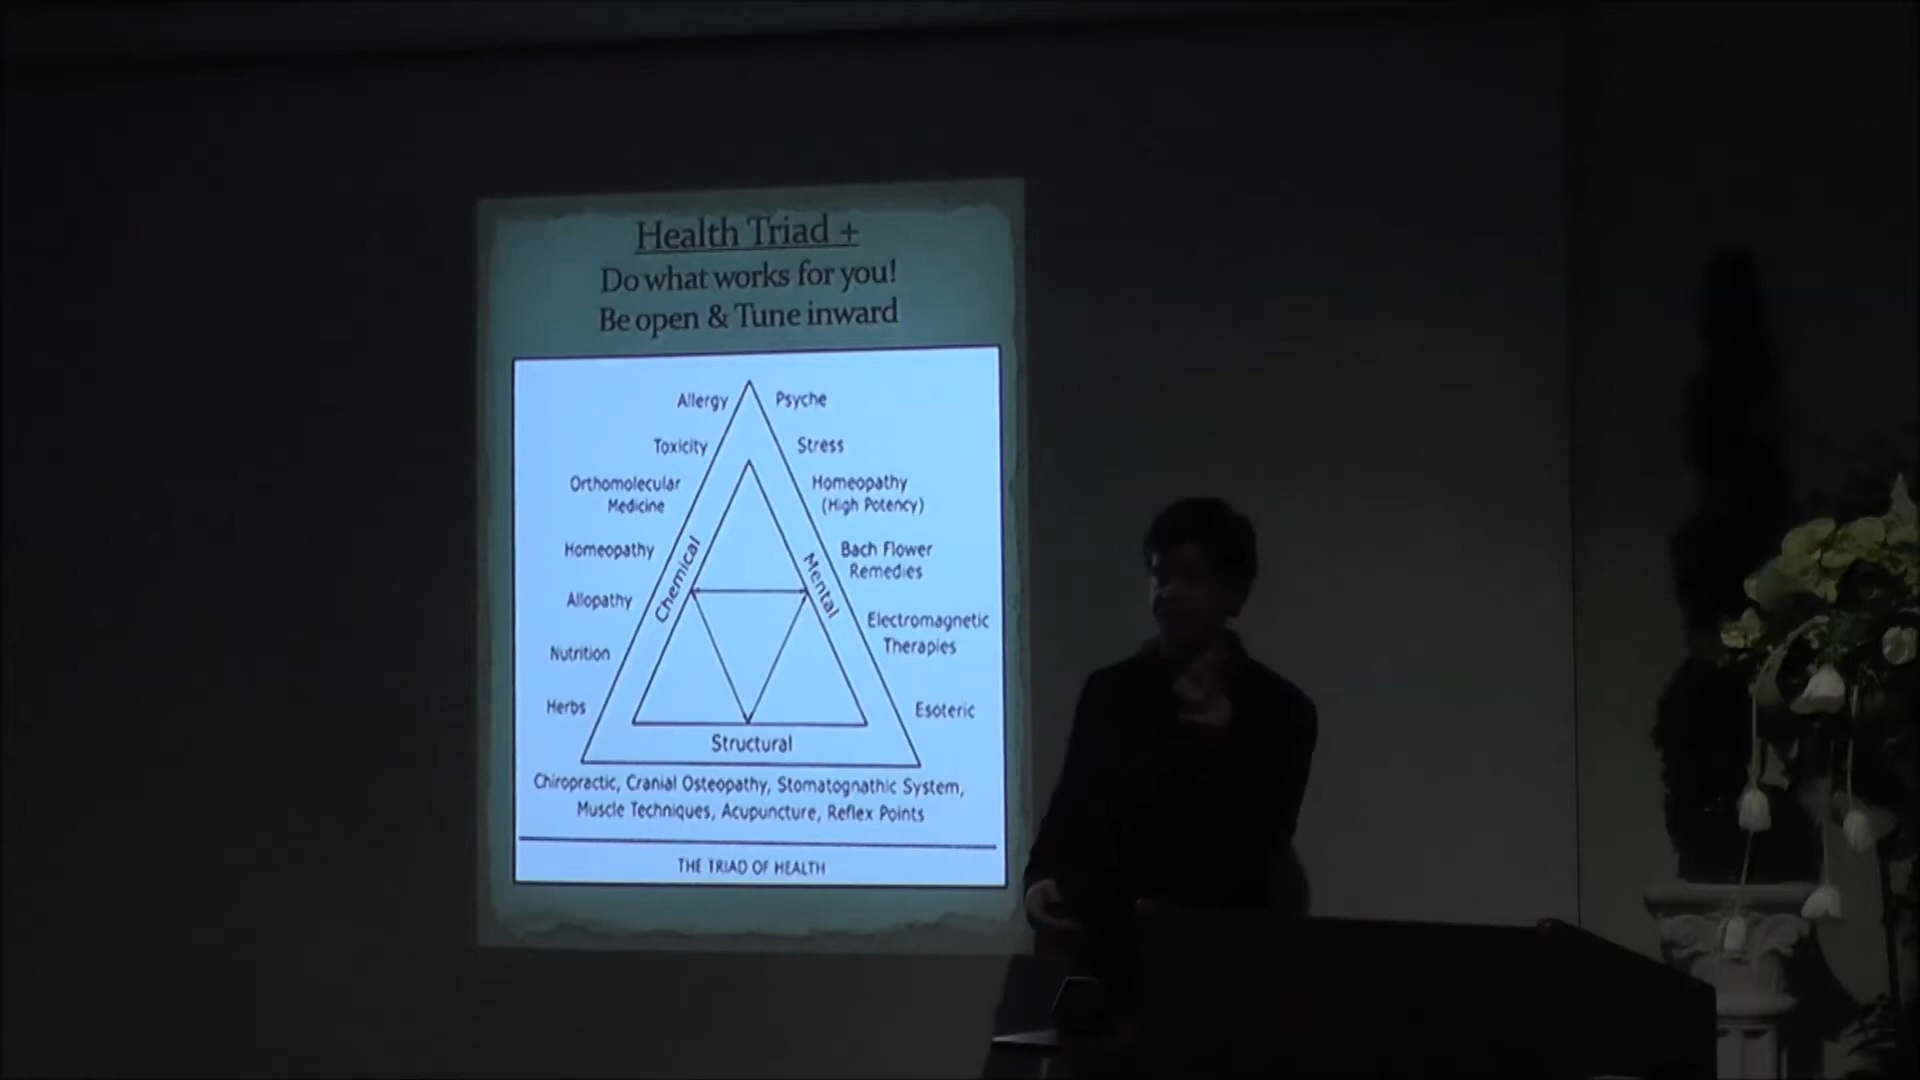 Health Triad +
Do what works for you!
Be open & Tune inward
Allergy
Psyche
Toxicity
Stress
Orthomolecular
Medicine
Homeopathy
(High Potency)
Homeopathy
Bach Flower
Remedies
Chemical
Mental
Allopathy
Electromagnetic
Therapies
Nutrition
Herbs
Esoteric
Structural
Chiropractic, Cranial Osteopathy, Stomatognathic System,
Muscle Techniques, Acupuncture, Reflex Points
THE TRIAD OF HEALTH